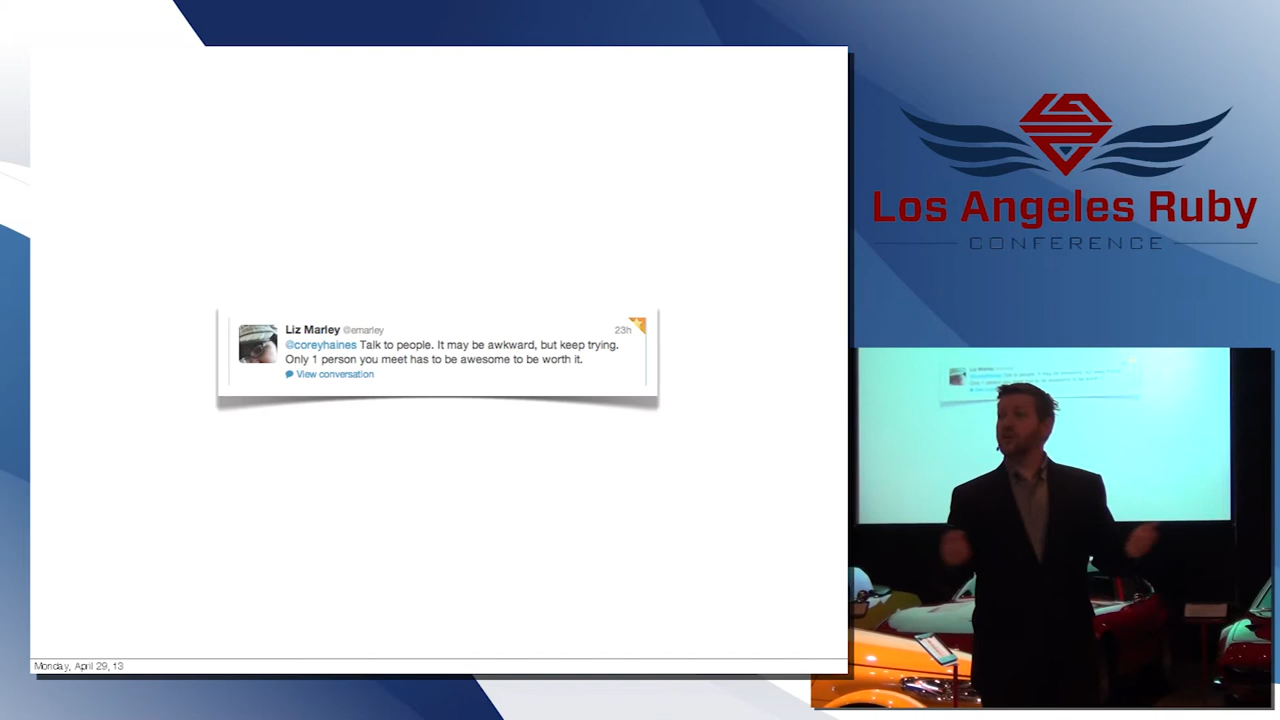 Liz Marley @emarley 23h
@coreyhaines Talk to people. It may be awkward, but keep trying.
Only 1 person you meet has to be awesome to be worth it.
View conversation
Monday, April 29, 13
Los Angeles Ruby
CONFERENCE